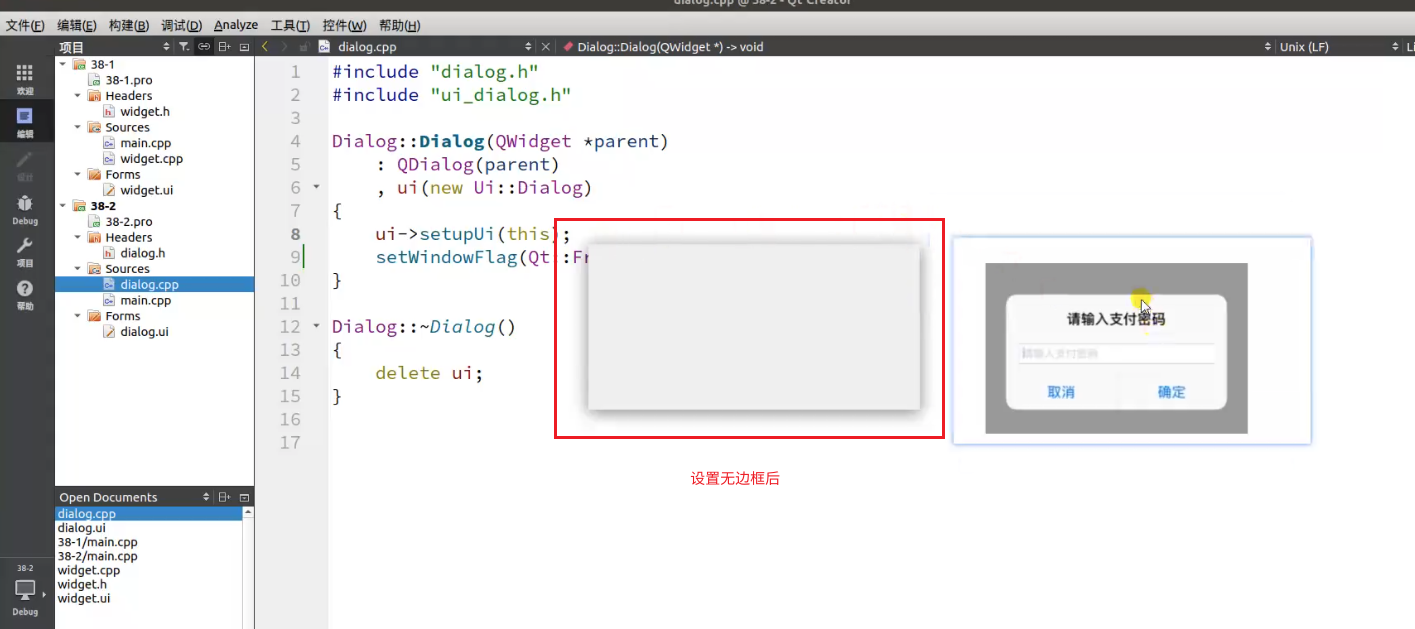 dialog.cpp @ 38-2 - Qt Creator
文件(F) 编辑(E) 构建(B) 调试(D) Analyze 工具(T) 控件(W) 帮助(H)
项目
dialog.cpp
Dialog::Dialog(QWidget *) -> void
Unix (LF)
欢迎
编辑
Debug
项目
帮助
38-2
Debug
38-1
38-1.pro
Headers
widget.h
Sources
main.cpp
widget.cpp
Forms
widget.ui
38-2
38-2.pro
Headers
dialog.h
Sources
dialog.cpp
main.cpp
Forms
dialog.ui
Open Documents
dialog.cpp
dialog.ui
38-1/main.cpp
38-2/main.cpp
widget.cpp
widget.h
widget.ui
1 #include "dialog.h"
2 #include "ui_dialog.h"
3
4 Dialog::Dialog(QWidget *parent)
5 : QDialog(parent)
6 , ui(new Ui::Dialog)
7 {
8 ui->setupUi(this);
9 setWindowFlag(Qt::Fr
10 }
11
12 Dialog::~Dialog()
13 {
14 delete ui;
15 }
16
17
请输入支付密码
请输入支付密码
取消 确定
设置无边框后